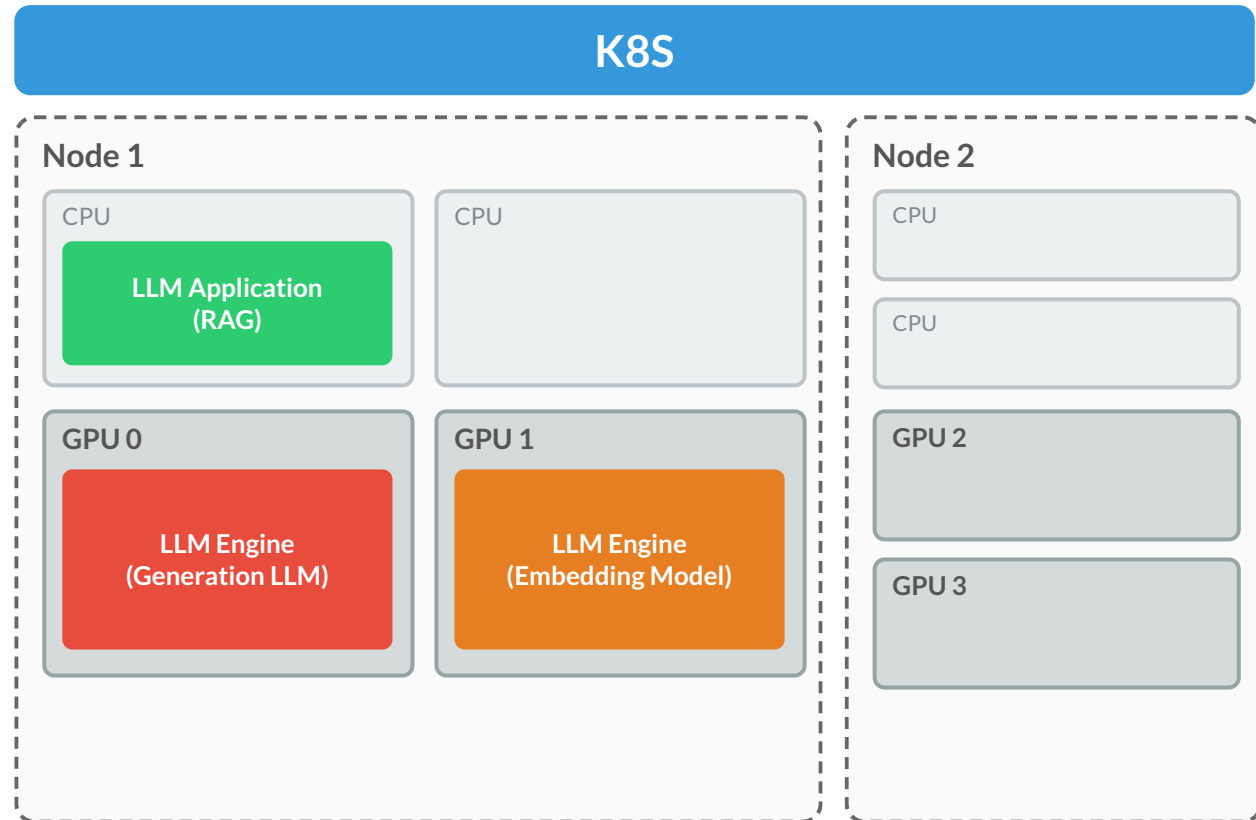 K8S
Node 1
CPU
LLM Application
(RAG)
CPU
GPU 0
LLM Engine
(Generation LLM)
GPU 1
LLM Engine
(Embedding Model)
Node 2
CPU
CPU
GPU 2
GPU 3